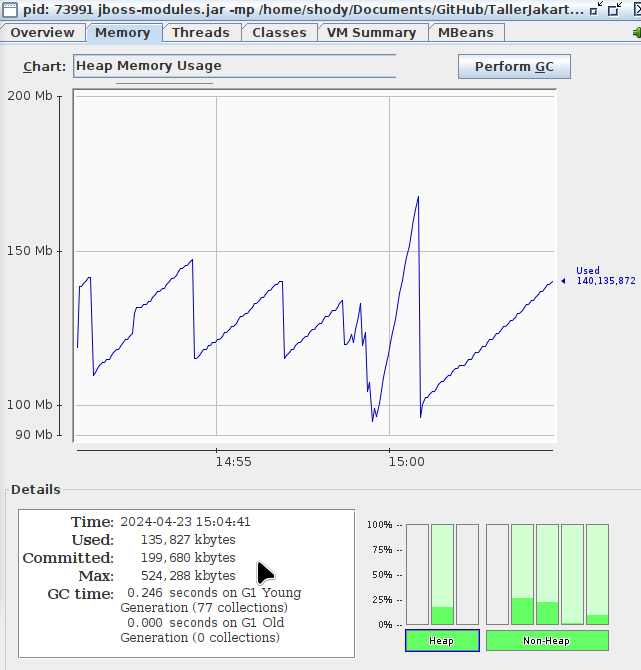 pid: 73991 jboss-modules.jar -mp /home/shody/Documents/GitHub/TallerJakart...
Overview Memory Threads Classes VM Summary MBeans
Chart: Heap Memory Usage Perform GC
200 Mb
150 Mb
Used
140,135,872
100 Mb
90 Mb
14:55 15:00
Details
Time: 2024-04-23 15:04:41
Used: 135,827 kbytes
Committed: 199,680 kbytes
Max: 524,288 kbytes
GC time: 0.246 seconds on G1 Young
Generation (77 collections)
0.000 seconds on G1 Old
Generation (0 collections)
100% --
75% --
50% --
25% --
0% --
Heap Non-Heap